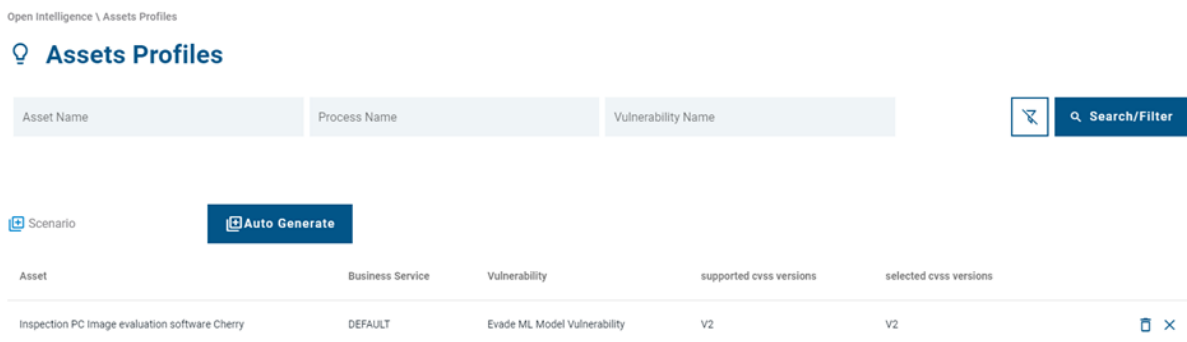 Open Intelligence \ Assets Profiles
Assets Profiles
Asset Name Process Name Vulnerability Name Search/Filter
Scenario Auto Generate
Asset Business Service Vulnerability supported cvss versions selected cvss versions
Inspection PC Image evaluation software Cherry DEFAULT Evade ML Model Vulnerability V2 V2